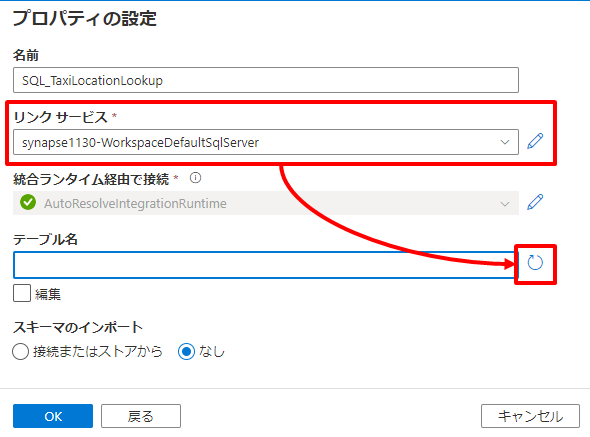 プロパティの設定
名前
SQL_TaxiLocationLookup
リンク サービス *
synapse1130-WorkspaceDefaultSqlServer
統合ランタイム経由で接続 *
AutoResolveIntegrationRuntime
テーブル名
編集
スキーマのインポート
接続またはストアから なし
OK 戻る キャンセル